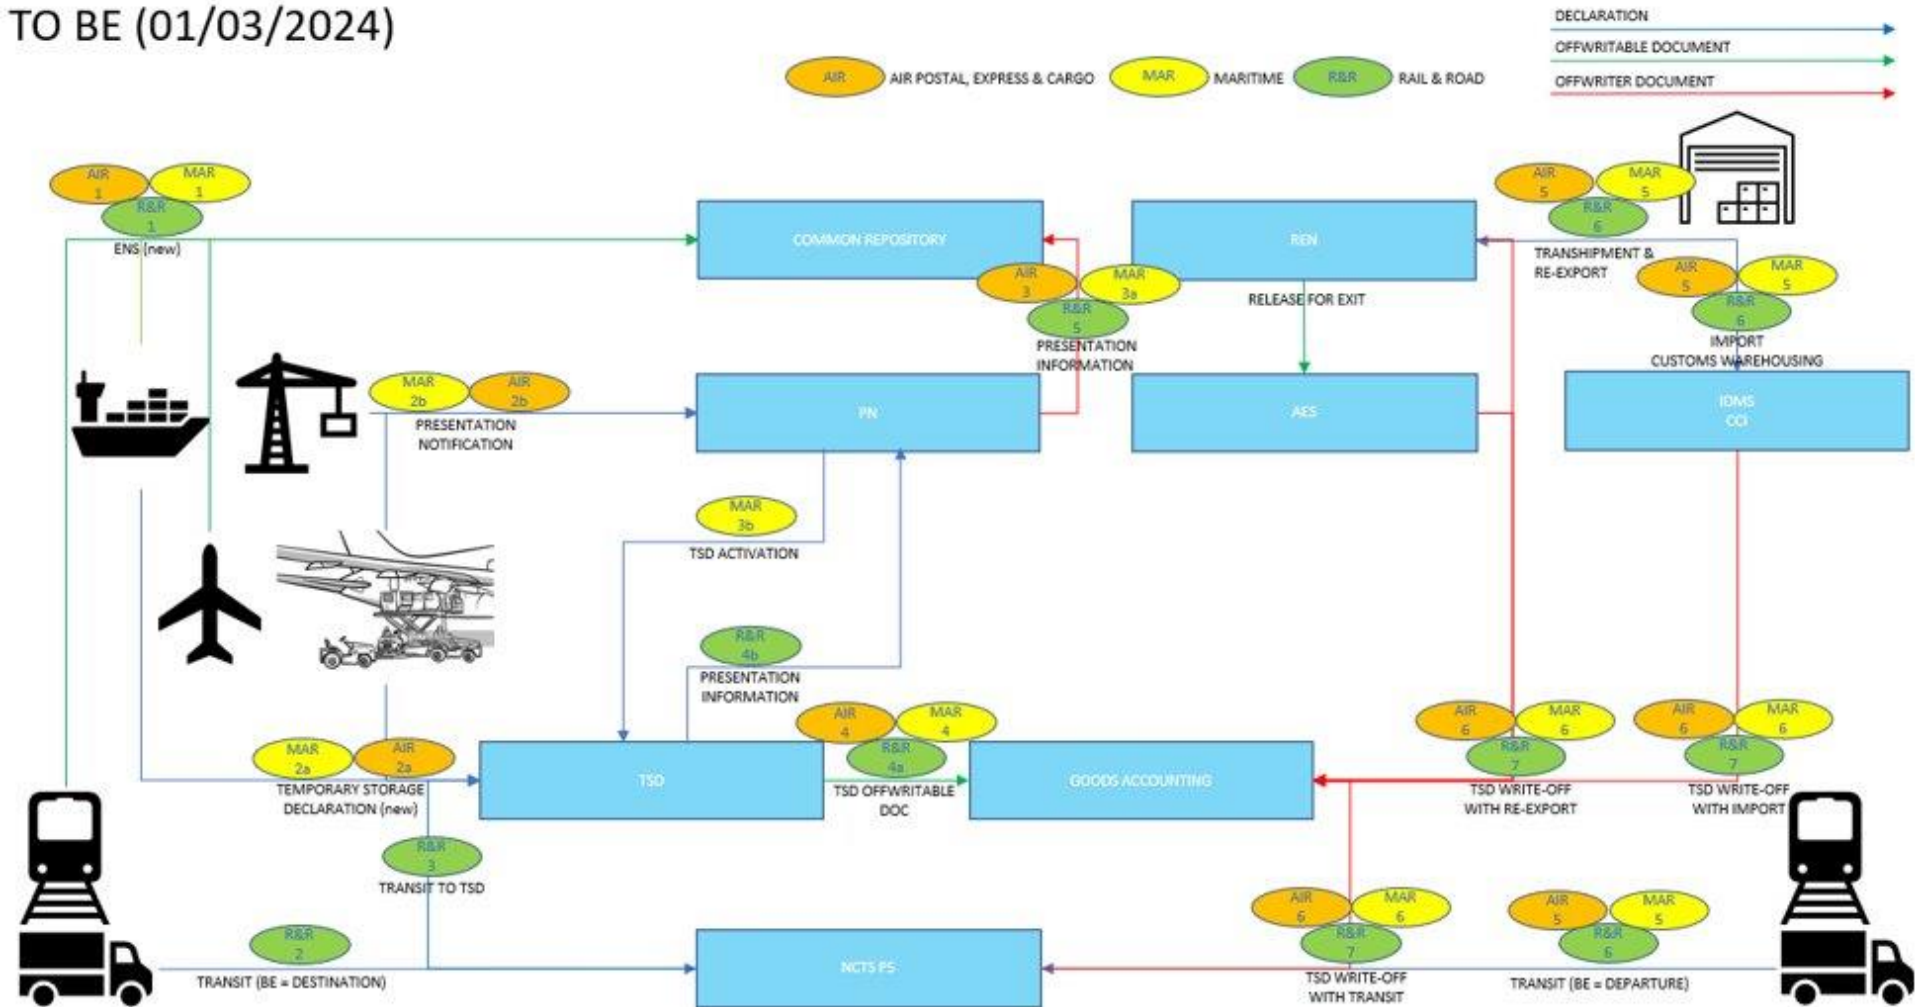 TO BE (01/03/2024)
DECLARATION
OFFWRITABLE DOCUMENT
OFFWRITER DOCUMENT
AIR
AIR POSTAL, EXPRESS & CARGO
MAR
MARITIME
R&R
RAIL & ROAD
AIR
1
MAR
1
R&R
1
ENS (new)
COMMON REPOSITORY
REN
AIR
5
MAR
5
R&R
6
TRANSHIPMENT &
RE-EXPORT
AIR
3
MAR
3a
R&R
5
PRESENTATION
INFORMATION
RELEASE FOR EXIT
AIR
5
MAR
5
R&R
6
IMPORT
CUSTOMS WAREHOUSING
MAR
2b
AIR
2b
PRESENTATION
NOTIFICATION
PN
AES
IDMS
CCI
MAR
3b
TSD ACTIVATION
R&R
4b
PRESENTATION
INFORMATION
MAR
2a
AIR
2a
TEMPORARY STORAGE
DECLARATION (new)
TSD
AIR
4
MAR
4
R&R
4a
TSD OFFWRITABLE
DOC
GOODS ACCOUNTING
AIR
6
MAR
6
R&R
7
TSD WRITE-OFF
WITH RE-EXPORT
AIR
6
MAR
6
R&R
7
TSD WRITE-OFF
WITH IMPORT
R&R
3
TRANSIT TO TSD
R&R
2
TRANSIT (BE = DESTINATION)
NCTS P5
AIR
6
MAR
6
R&R
7
TSD WRITE-OFF
WITH TRANSIT
AIR
5
MAR
5
R&R
6
TRANSIT (BE = DEPARTURE)